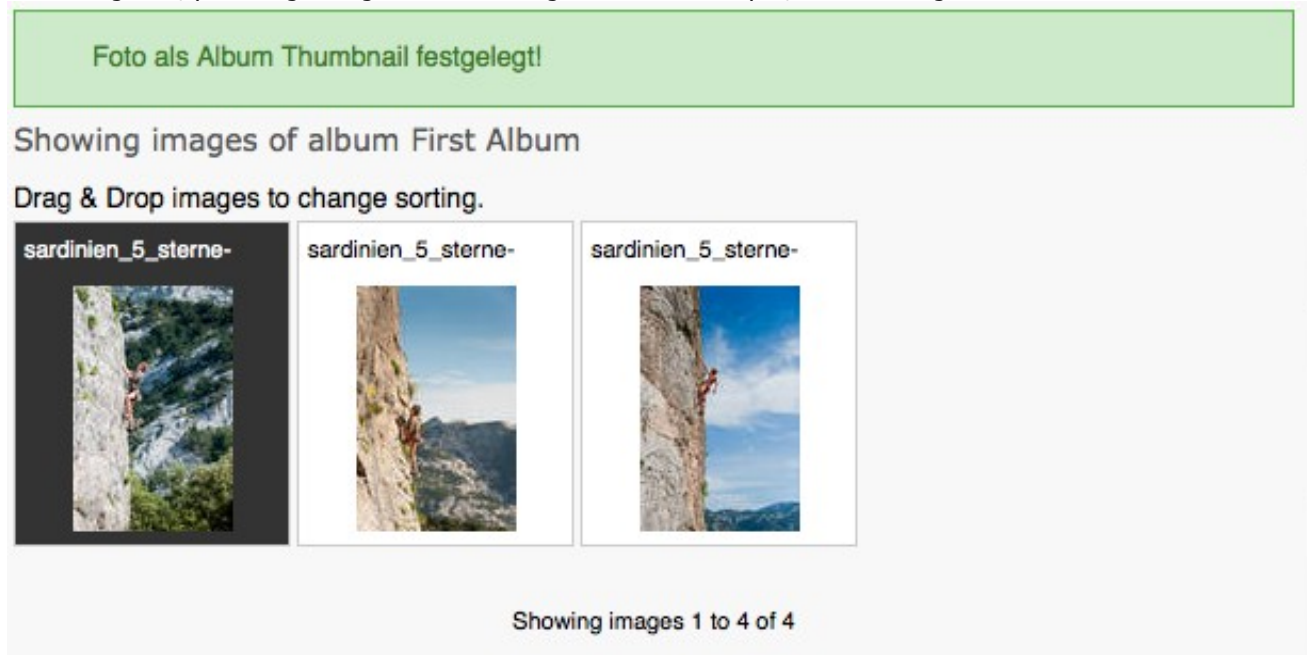 Foto als Album Thumbnail festgelegt!
Showing images of album First Album
Drag & Drop images to change sorting.
sardinien_5_sterne-
sardinien_5_sterne-
sardinien_5_sterne-
Showing images 1 to 4 of 4